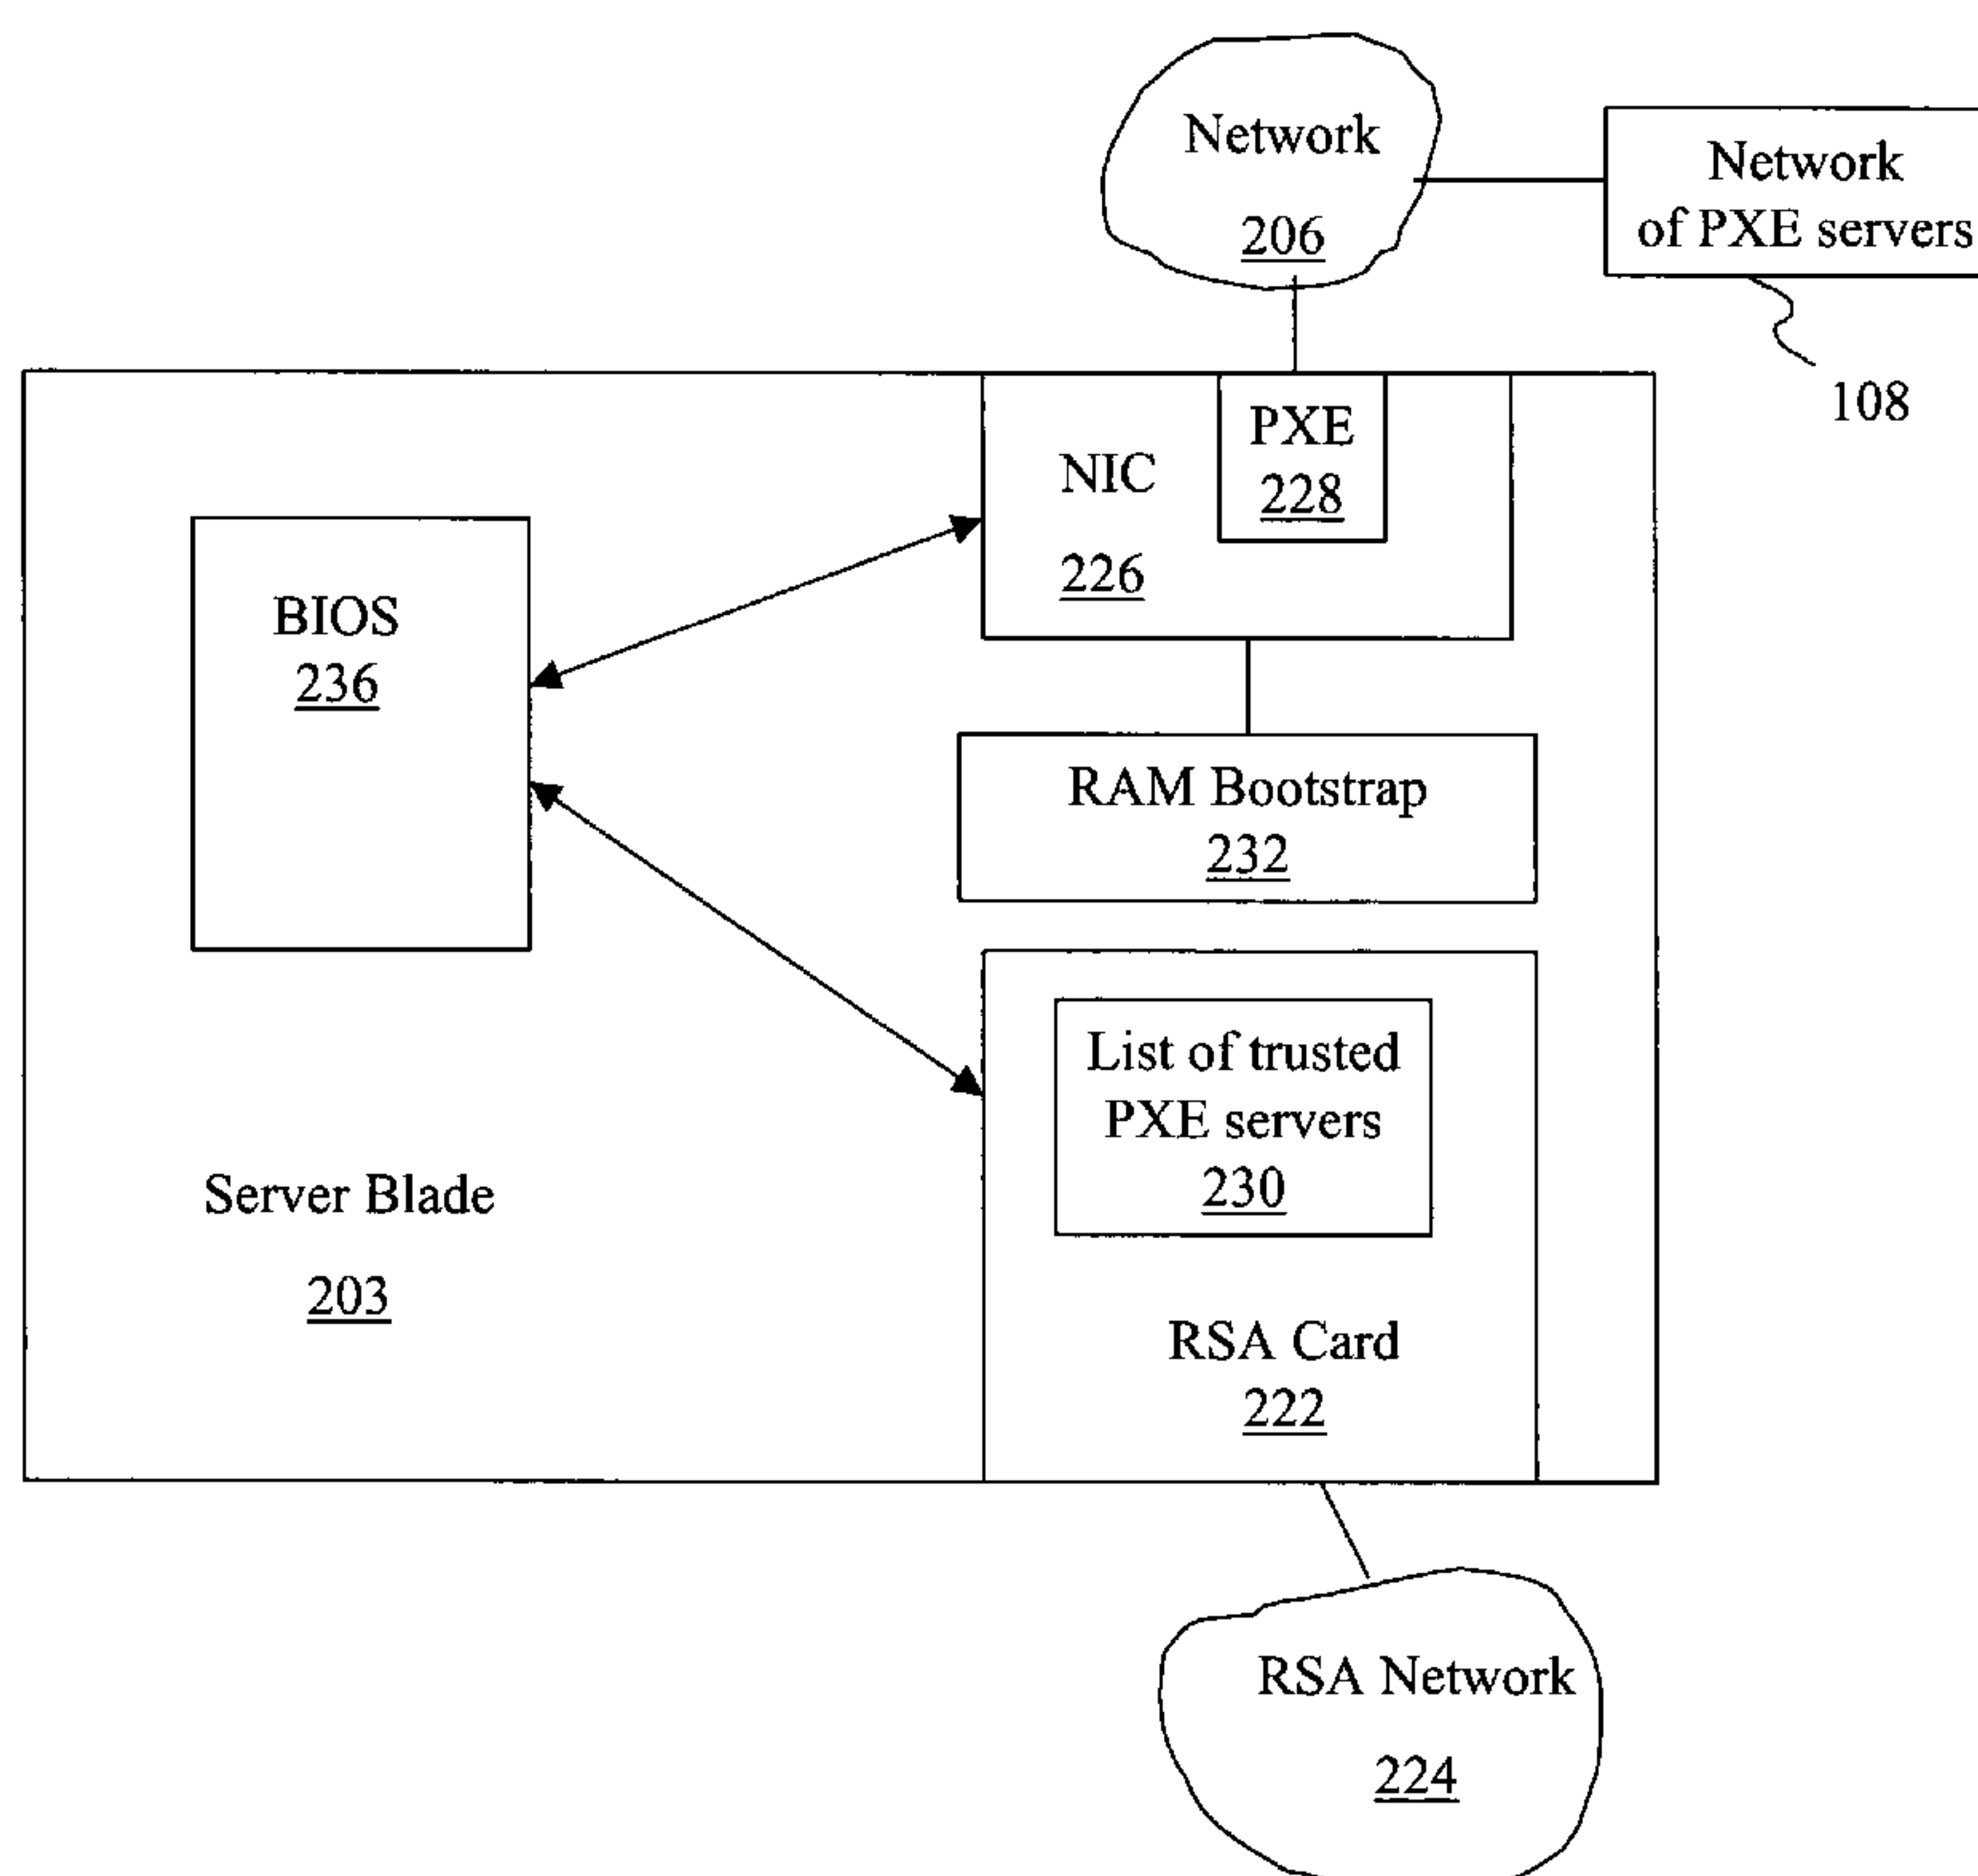 Network
206
Network
of PXE servers
108
PXE
228
NIC
226
BIOS
236
RAM Bootstrap
232
List of trusted
PXE servers
230
Server Blade
203
RSA Card
222
RSA Network
224